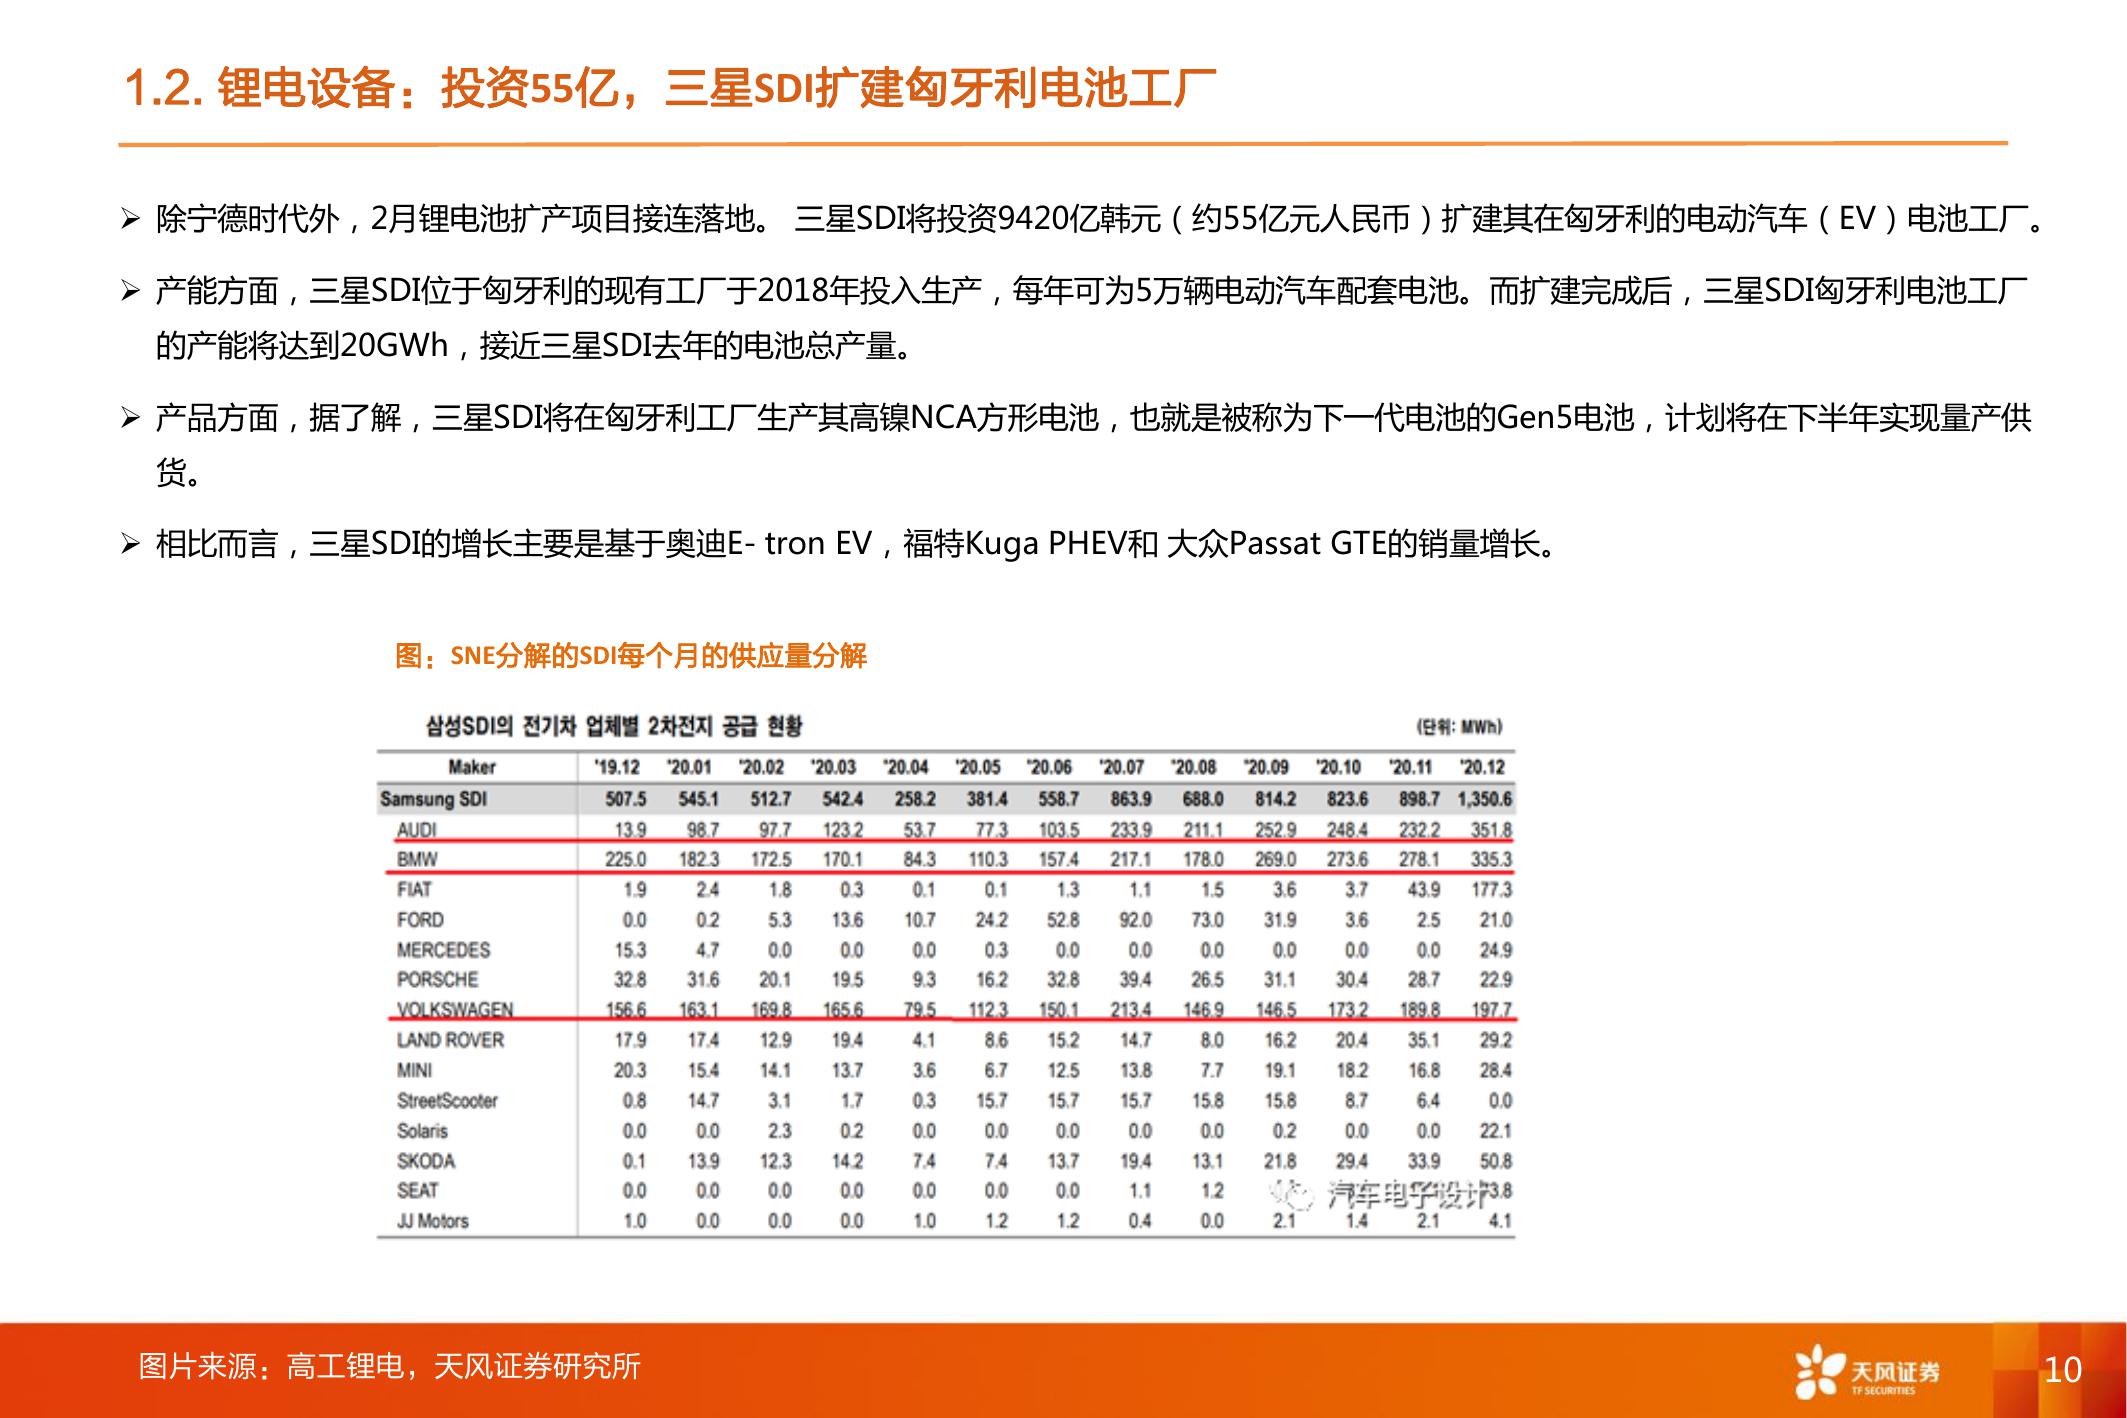 1.2. 锂电设备：投资55亿，三星SDI扩建匈牙利电池工厂
➢ 除宁德时代外，2月锂电池扩产项目接连落地。 三星SDI将投资9420亿韩元（约55亿元人民币）扩建其在匈牙利的电动汽车（EV）电池工厂。
➢ 产能方面，三星SDI位于匈牙利的现有工厂于2018年投入生产，每年可为5万辆电动汽车配套电池。而扩建完成后，三星SDI匈牙利电池工厂
的产能将达到20GWh，接近三星SDI去年的电池总产量。
➢ 产品方面，据了解，三星SDI将在匈牙利工厂生产其高镍NCA方形电池，也就是被称为下一代电池的Gen5电池，计划将在下半年实现量产供
货。
➢ 相比而言，三星SDI的增长主要是基于奥迪E- tron EV，福特Kuga PHEV和 大众Passat GTE的销量增长。
图：SNE分解的SDI每个月的供应量分解
삼성SDI의 전기차 업체별 2차전지 공급 현황 (단위: MWh)
Maker '19.12 '20.01 '20.02 '20.03 '20.04 '20.05 '20.06 '20.07 '20.08 '20.09 '20.10 '20.11 '20.12
Samsung SDI 507.5 545.1 512.7 542.4 258.2 381.4 558.7 863.9 688.0 814.2 823.6 898.7 1,350.6
AUDI 13.9 98.7 97.7 123.2 53.7 77.3 103.5 233.9 211.1 252.9 248.4 232.2 351.8
BMW 225.0 182.3 172.5 170.1 84.3 110.3 157.4 217.1 178.0 269.0 273.6 278.1 335.3
FIAT 1.9 2.4 1.8 0.3 0.1 0.1 1.3 1.1 1.5 3.6 3.7 43.9 177.3
FORD 0.0 0.2 5.3 13.6 10.7 24.2 52.8 92.0 73.0 31.9 3.6 2.5 21.0
MERCEDES 15.3 4.7 0.0 0.0 0.0 0.3 0.0 0.0 0.0 0.0 0.0 0.0 24.9
PORSCHE 32.8 31.6 20.1 19.5 9.3 16.2 32.8 39.4 26.5 31.1 30.4 28.7 22.9
VOLKSWAGEN 156.6 163.1 169.8 165.6 79.5 112.3 150.1 213.4 146.9 146.5 173.2 189.8 197.7
LAND ROVER 17.9 17.4 12.9 19.4 4.1 8.6 15.2 14.7 8.0 16.2 20.4 35.1 29.2
MINI 20.3 15.4 14.1 13.7 3.6 6.7 12.5 13.8 7.7 19.1 18.2 16.8 28.4
StreetScooter 0.8 14.7 3.1 1.7 0.3 15.7 15.7 15.7 15.8 15.8 8.7 6.4 0.0
Solaris 0.0 0.0 2.3 0.2 0.0 0.0 0.0 0.0 0.0 0.2 0.0 0.0 22.1
SKODA 0.1 13.9 12.3 14.2 7.4 7.4 13.7 19.4 13.1 21.8 29.4 33.9 50.8
SEAT 0.0 0.0 0.0 0.0 0.0 0.0 0.0 1.1 1.2
汽车电子设计
JJ Motors 1.0 0.0 0.0 0.0 1.0 1.2 1.2 0.4 0.0 2.1 1.4 2.1 4.1
图片来源：高工锂电，天风证券研究所
天风证券
TF SECURITIES
10